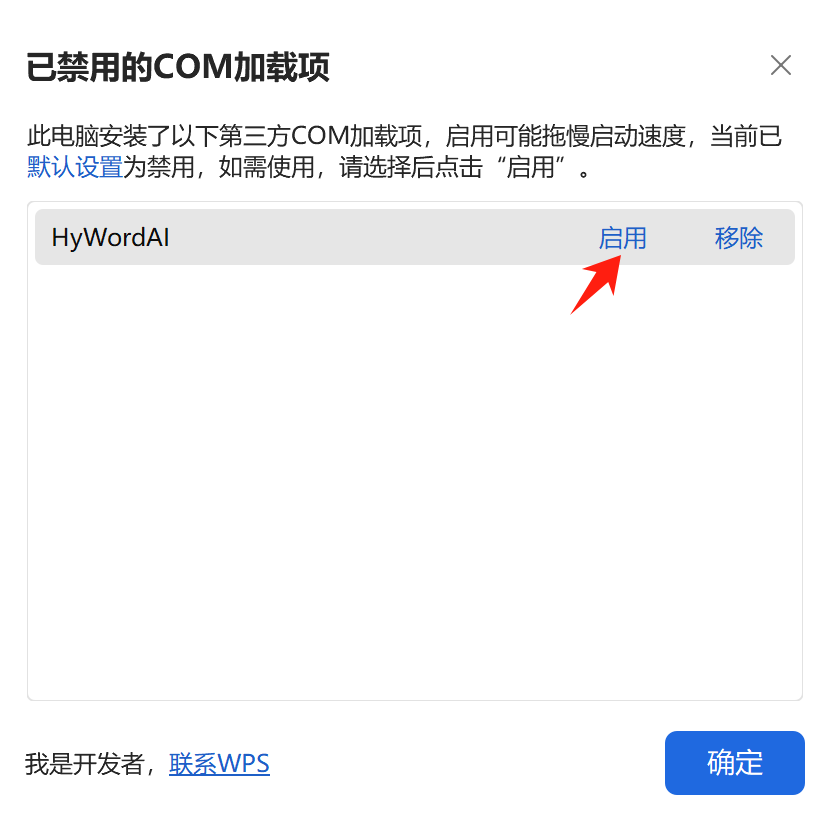 已禁用的COM加载项
此电脑安装了以下第三方COM加载项，启用可能拖慢启动速度，当前已
默认设置为禁用，如需使用，请选择后点击“启用”。
HyWordAI 启用 移除
我是开发者，联系WPS 确定